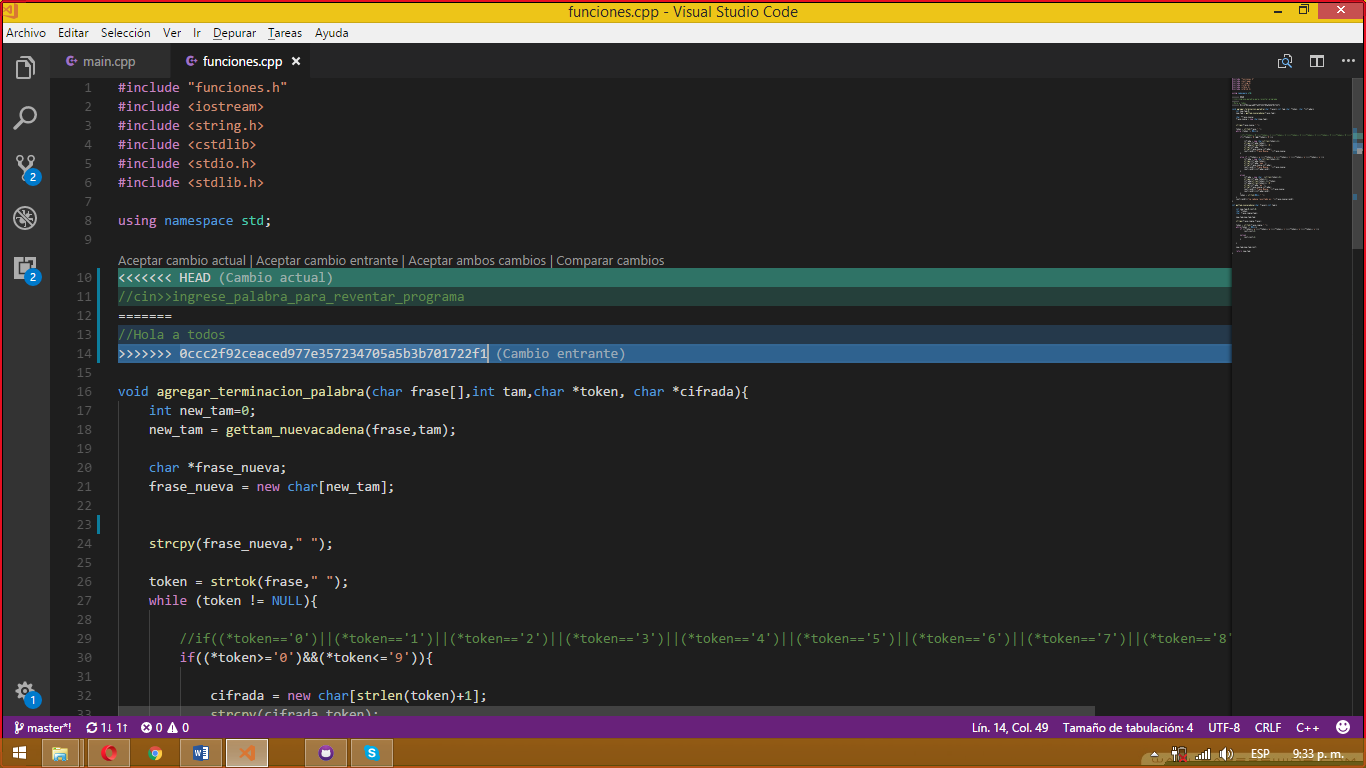 funciones.cpp - Visual Studio Code
Archivo Editar Selección Ver Ir Depurar Tareas Ayuda
main.cpp funciones.cpp
1 #include "funciones.h"
2 #include <iostream>
3 #include <string.h>
4 #include <cstdlib>
5 #include <stdio.h>
6 #include <stdlib.h>
7
8 using namespace std;
9
Aceptar cambio actual | Aceptar cambio entrante | Aceptar ambos cambios | Comparar cambios
10 <<<<<<< HEAD (Cambio actual)
11 //cin>>ingrese_palabra_para_reventar_programa
12 =======
13 //Hola a todos
14 >>>>>>> 0ccc2f92ceaced977e357234705a5b3b701722f1 (Cambio entrante)
15
16 void agregar_terminacion_palabra(char frase[],int tam,char *token, char *cifrada){
17 int new_tam=0;
18 new_tam = gettam_nuevacadena(frase,tam);
19
20 char *frase_nueva;
21 frase_nueva = new char[new_tam];
22
23
24 strcpy(frase_nueva," ");
25
26 token = strtok(frase," ");
27 while (token != NULL){
28
29 //if((*token=='0')||(*token=='1')||(*token=='2')||(*token=='3')||(*token=='4')||(*token=='5')||(*token=='6')||(*token=='7')||(*token=='8'
30 if((*token>='0')&&(*token<='9')){
31
32 cifrada = new char[strlen(token)+1];
33 strcpy(cifrada,token);
2
2
1
master*! 1↓ 1↑ 0 0 Lín. 14, Col. 49 Tamaño de tabulación: 4 UTF-8 CRLF C++
ESP 9:33 p. m.